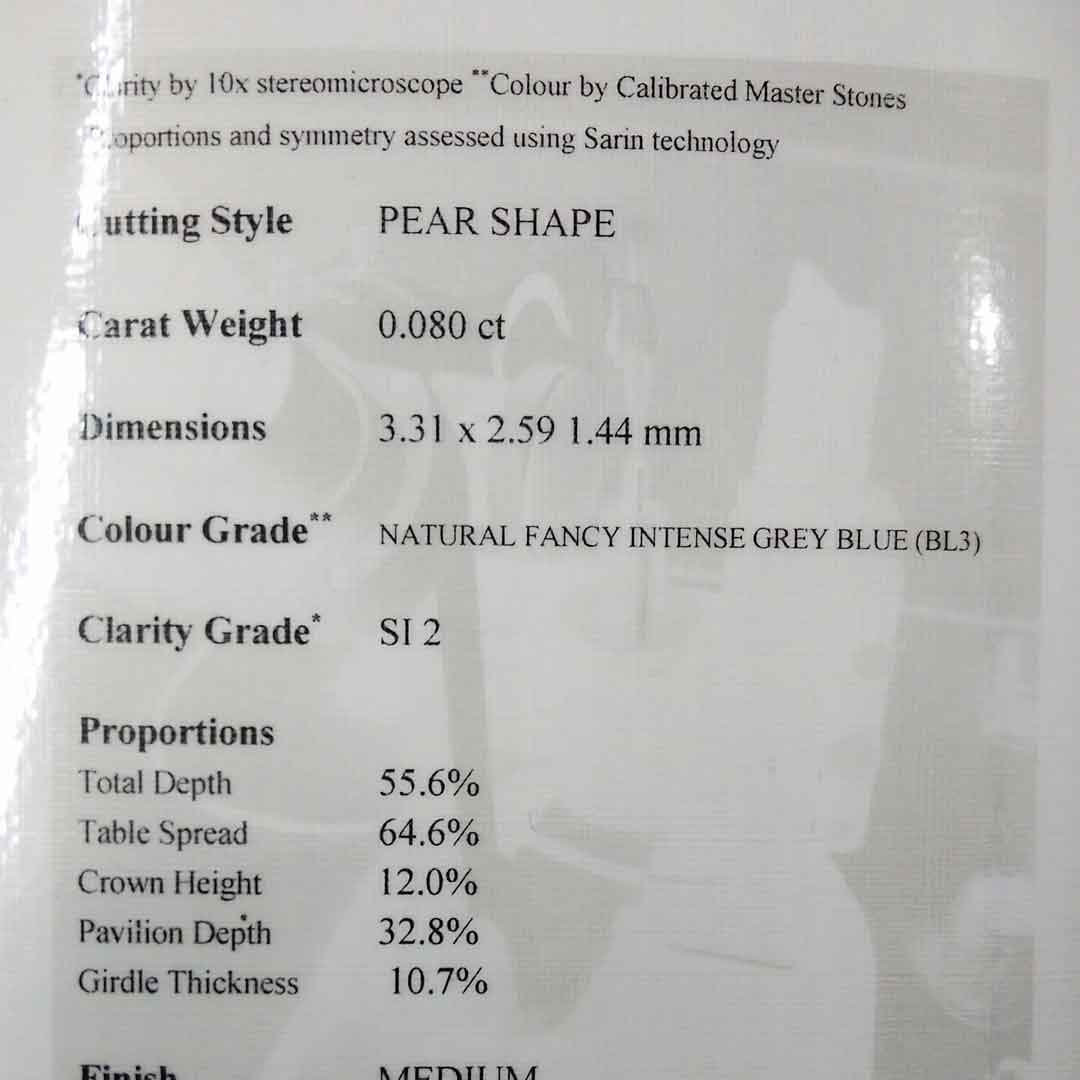 *Clarity by 10x stereomicroscope **Colour by Calibrated Master Stones
Proportions and symmetry assessed using Sarin technology
Cutting Style PEAR SHAPE
Carat Weight 0.080 ct
Dimensions 3.31 x 2.59 1.44 mm
Colour Grade** NATURAL FANCY INTENSE GREY BLUE (BL3)
Clarity Grade* SI 2
Proportions
Total Depth 55.6%
Table Spread 64.6%
Crown Height 12.0%
Pavilion Depth 32.8%
Girdle Thickness 10.7%
Finish MEDIUM